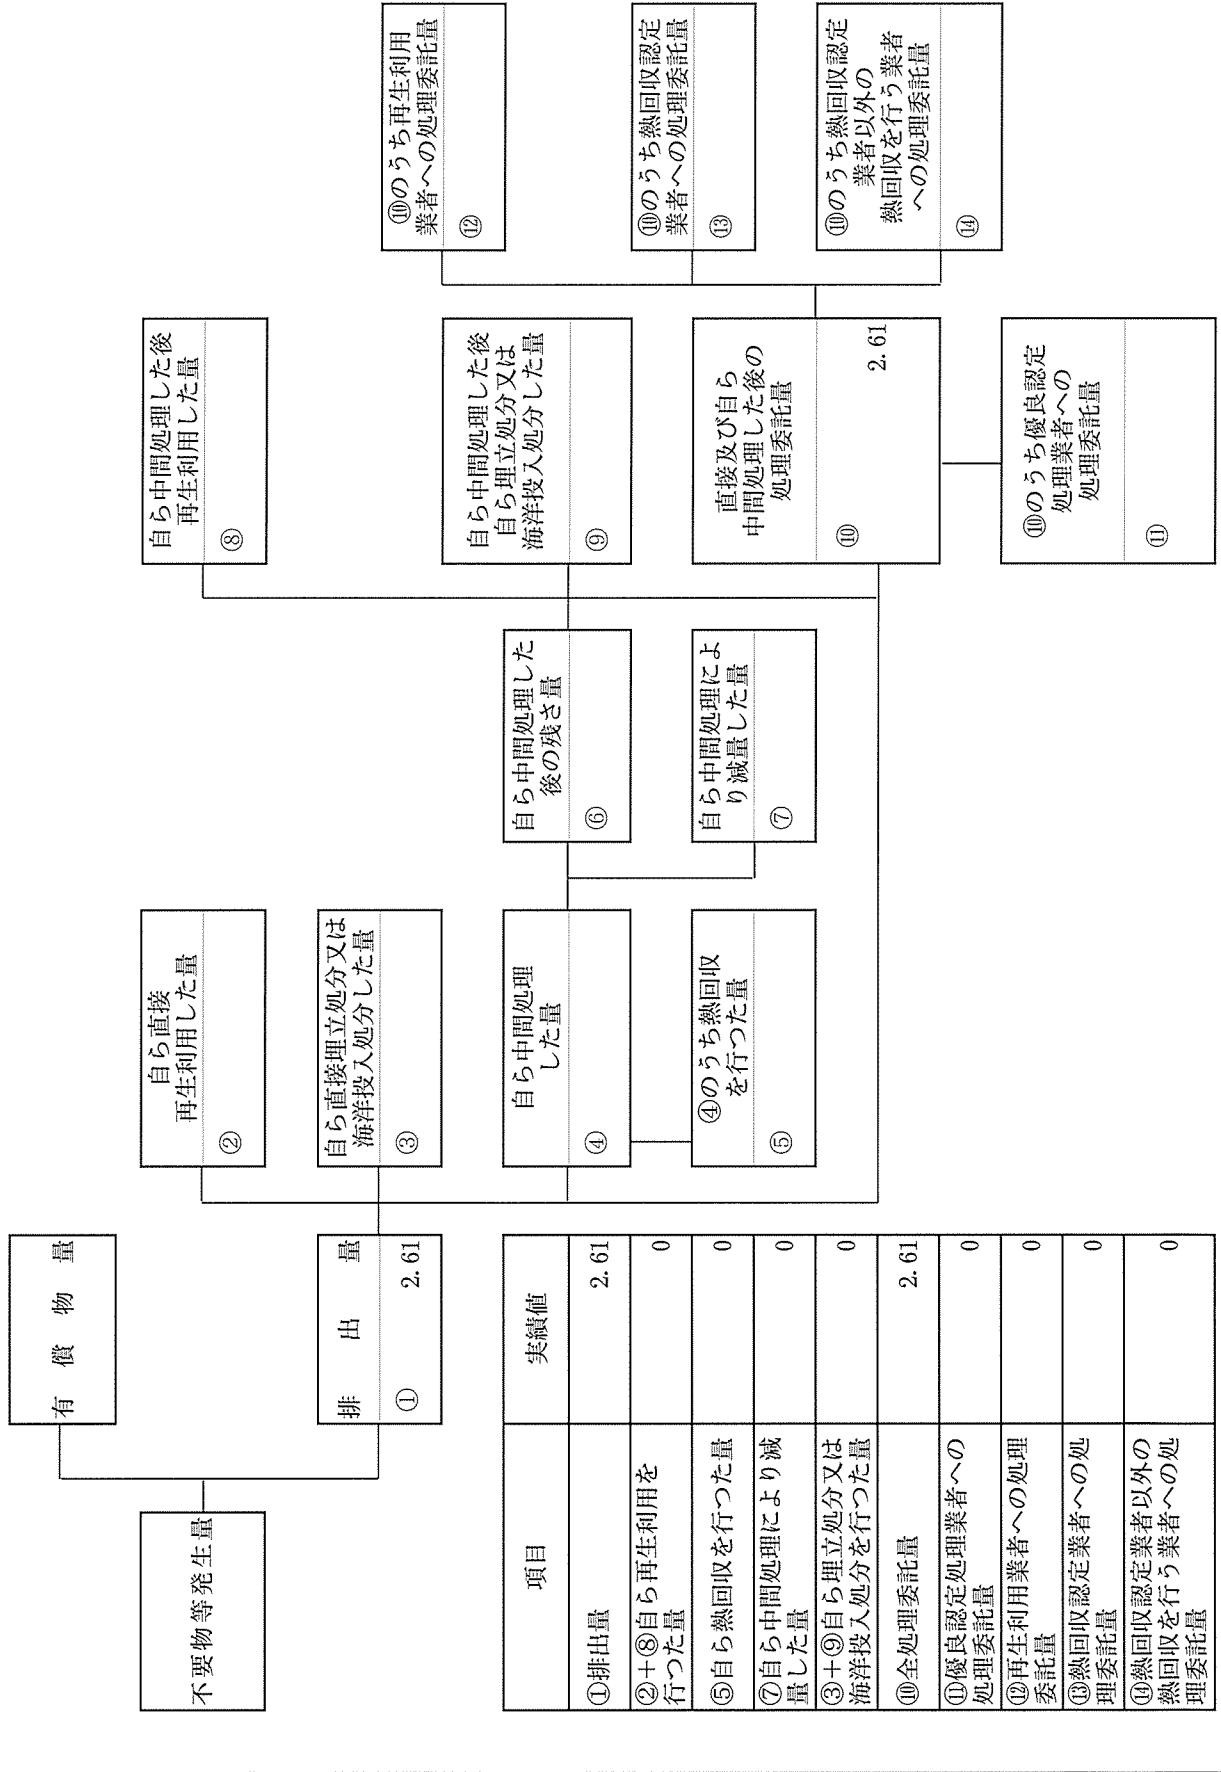 不要物等発生量
有償物量
排出量
① 2.61
自ら直接
再生利用した量
②
自ら直接埋立処分又は
海洋投入処分した量
③
自ら中間処理
した量
④
④のうち熱回収
を行つた量
⑤
自ら中間処理した
後の残さ量
⑥
自ら中間処理によ
り減量した量
⑦
自ら中間処理した後
再生利用した量
⑧
自ら中間処理した後
自ら埋立処分又は
海洋投入処分した量
⑨
直接及び自ら
中間処理した後の
処理委託量
⑩ 2.61
⑩のうち優良認定
処理業者への
処理委託量
⑪
⑩のうち再生利用
業者への処理委託量
⑫
⑩のうち熱回収認定
業者への処理委託量
⑬
⑩のうち熱回収認定
業者以外の
熱回収を行う業者
への処理委託量
⑭
項目 実績値
①排出量 2.61
②+⑧自ら再生利用を
行つた量 0
⑤自ら熱回収を行つた量 0
⑦自ら中間処理により減
量した量 0
③+⑨自ら埋立処分又は
海洋投入処分を行つた量 0
⑩全処理委託量 2.61
⑪優良認定処理業者への
処理委託量 0
⑫再生利用業者への処理
委託量 0
⑬熱回収認定業者への処
理委託量 0
⑭熱回収認定業者以外の
熱回収を行う業者への処
理委託量 0